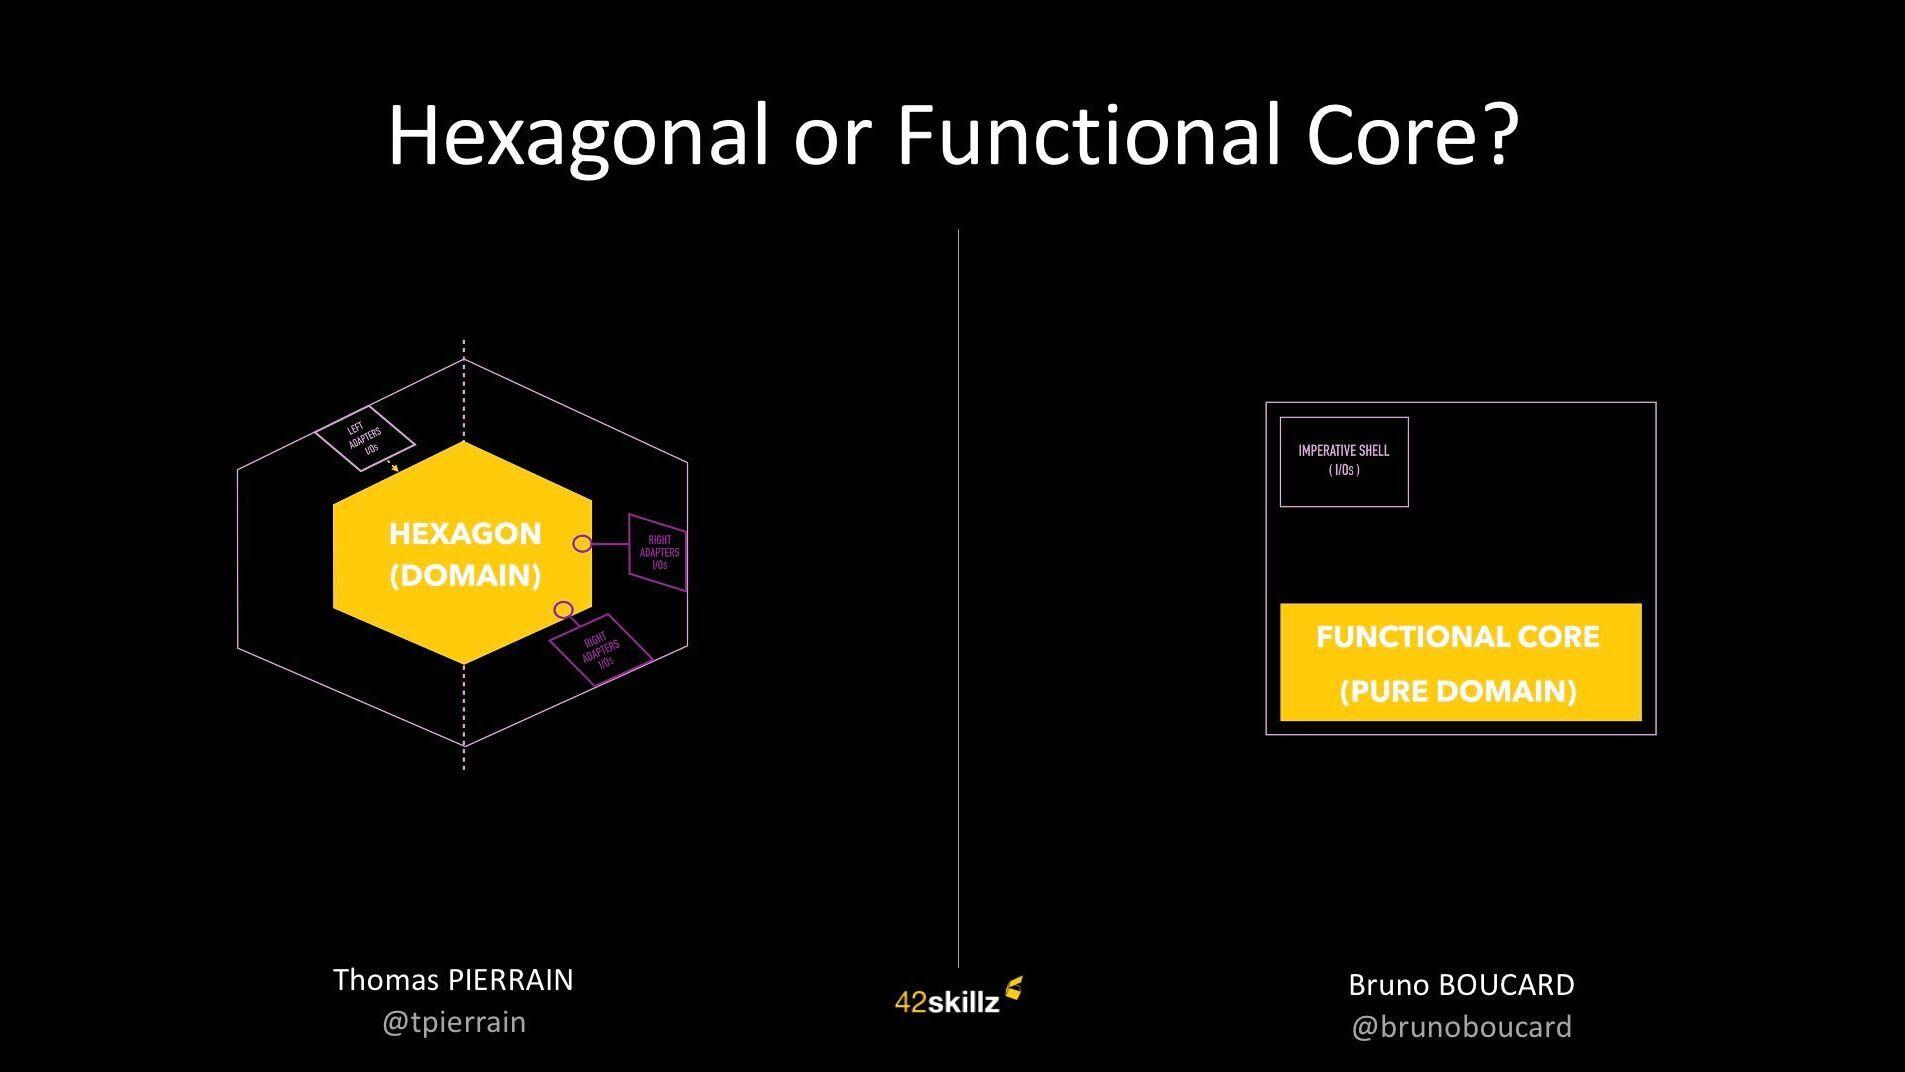 Hexagonal or Functional Core?
LEFT
ADAPTERS
I/Os
HEXAGON
(DOMAIN)
RIGHT
ADAPTERS
I/Os
RIGHT
ADAPTERS
I/Os
IMPERATIVE SHELL
( I/Os )
FUNCTIONAL CORE
(PURE DOMAIN)
Thomas PIERRAIN
@tpierrain
42skillz
Bruno BOUCARD
@brunoboucard